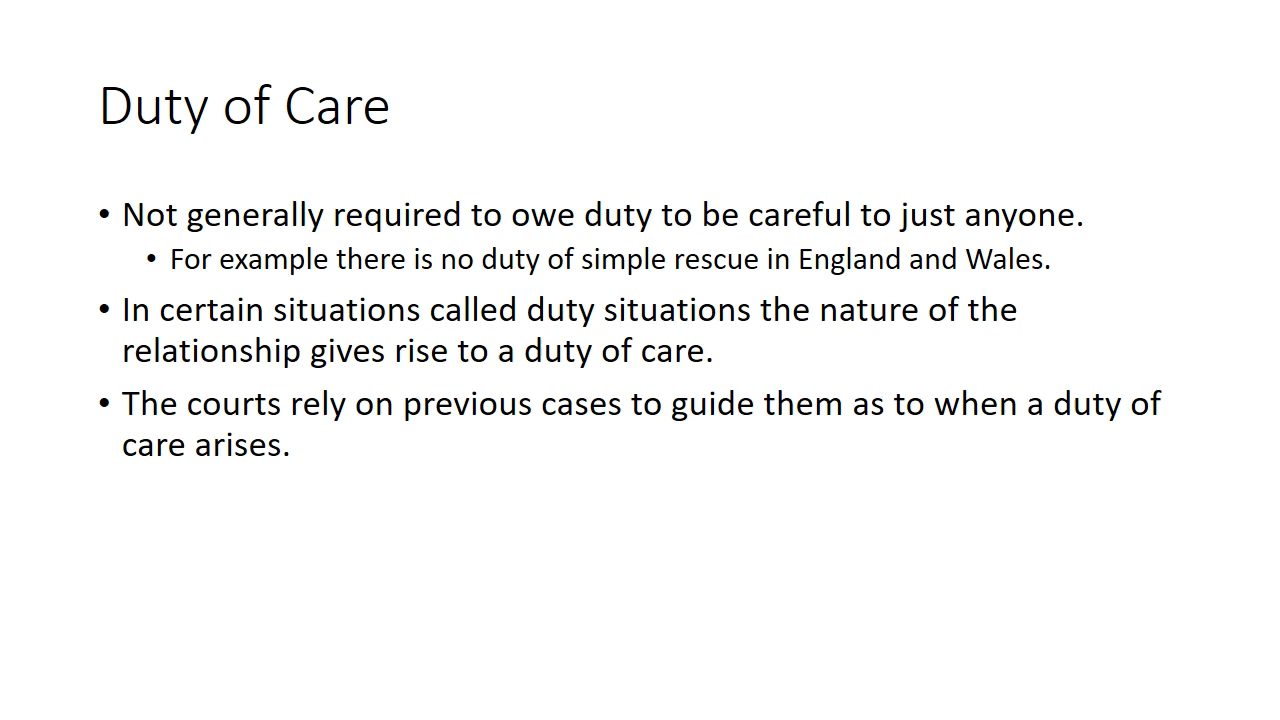 Duty of Care
• Not generally required to owe duty to be careful to just anyone.
• For example there is no duty of simple rescue in England and Wales.
• In certain situations called duty situations the nature of the
relationship gives rise to a duty of care.
• The courts rely on previous cases to guide them as to when a duty of
care arises.